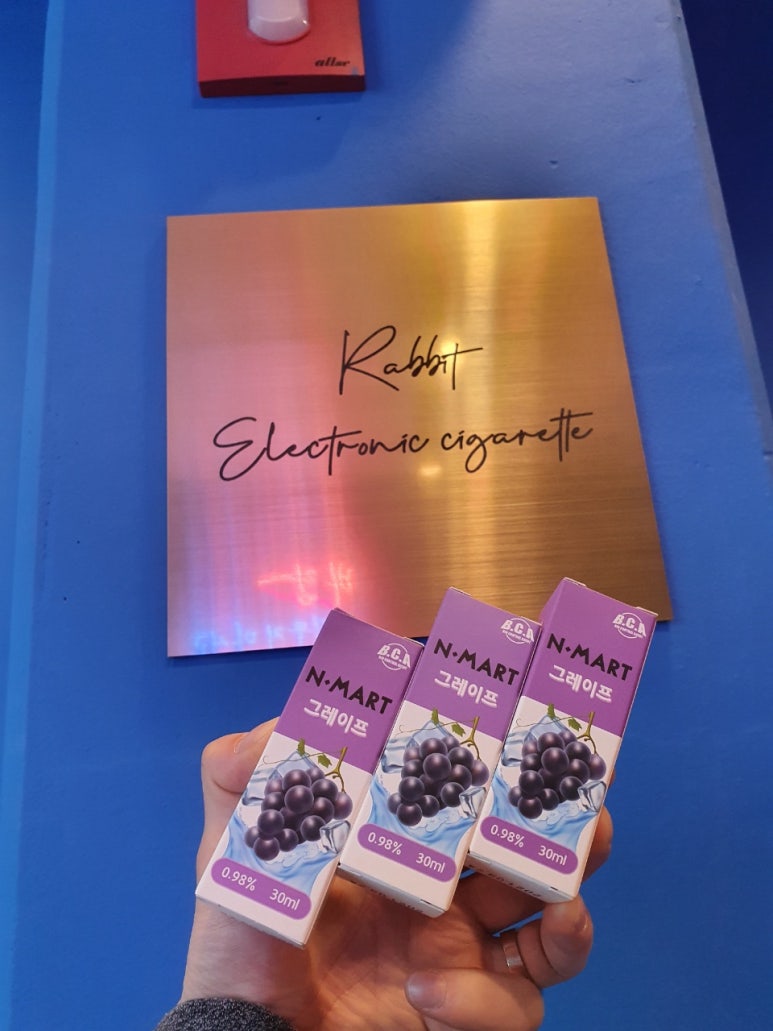 allsr
Rabbit
Electronic cigarette
B.C.A
N·MART
그레이프
0.98% 30ml
B.C.A
N·MART
그레이프
0.98% 30ml
B.C.A
N·MART
그레이프
0.98% 30ml